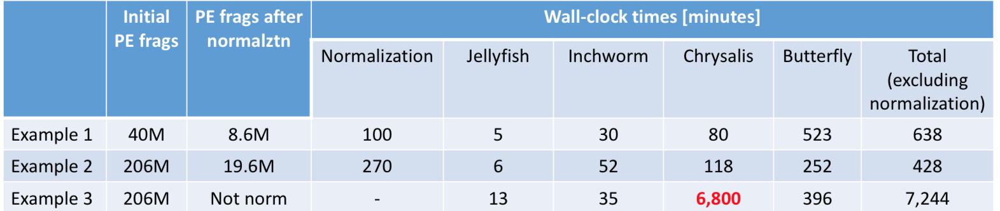 Initial PE frags after Wall-clock times [minutes]
PE frags normalztn
Normalization Jellyfish Inchworm Chrysalis Butterfly Total
(excluding
normalization)
Example 1 40M 8.6M 100 5 30 80 523 638
Example 2 206M 19.6M 270 6 52 118 252 428
Example 3 206M Not norm - 13 35 6,800 396 7,244